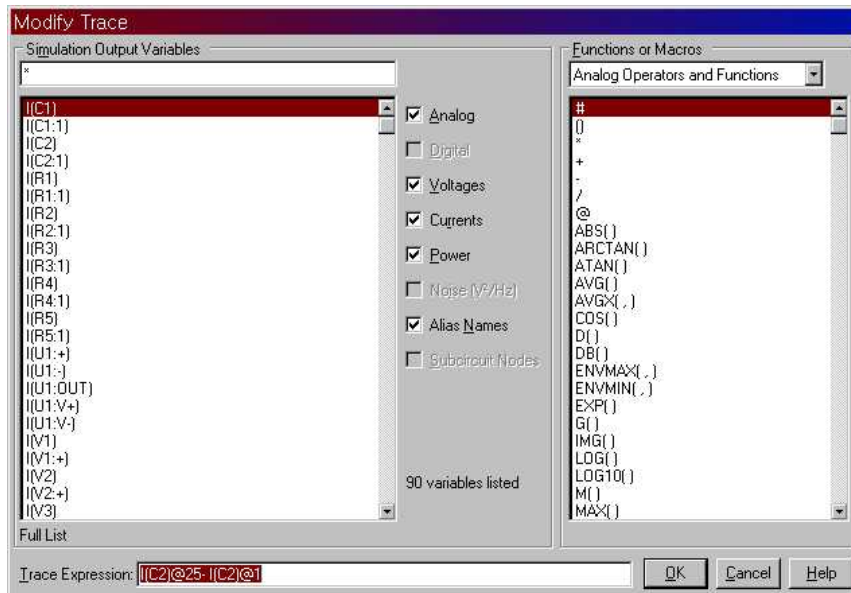 Modify Trace
Simulation Output Variables
*
I(C1)
I(C1:1)
I(C2)
I(C2:1)
I(R1)
I(R1:1)
I(R2)
I(R2:1)
I(R3)
I(R3:1)
I(R4)
I(R4:1)
I(R5)
I(R5:1)
I(U1:+)
I(U1:-)
I(U1:OUT)
I(U1:V+)
I(U1:V-)
I(V1)
I(V1:+)
I(V2)
I(V2:+)
I(V3)
Full List
Analog
Digital
Voltages
Currents
Power
Noise (V²/Hz)
Alias Names
Subcircuit Nodes
90 variables listed
Functions or Macros
Analog Operators and Functions
#
()
*
+
-
/
@
ABS()
ARCTAN()
ATAN()
AVG()
AVGX(,)
COS()
D()
DB()
ENVMAX(,)
ENVMIN(,)
EXP()
G()
IMG()
LOG()
LOG10()
M()
MAX()
Trace Expression: I(C2)@25- I(C2)@1
OK Cancel Help